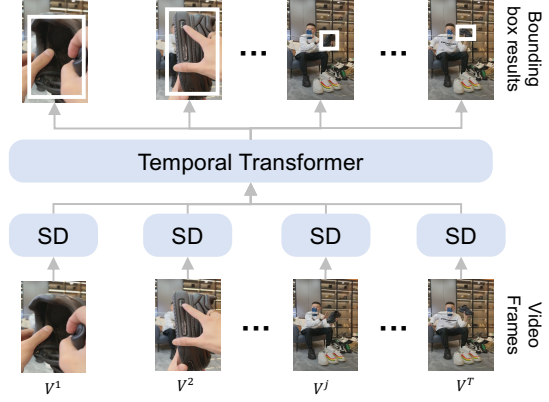 Bounding
box results
...
...
Temporal Transformer
SD
SD
SD
SD
Video
Frames
...
...
V¹
V²
Vʲ
Vᵀ